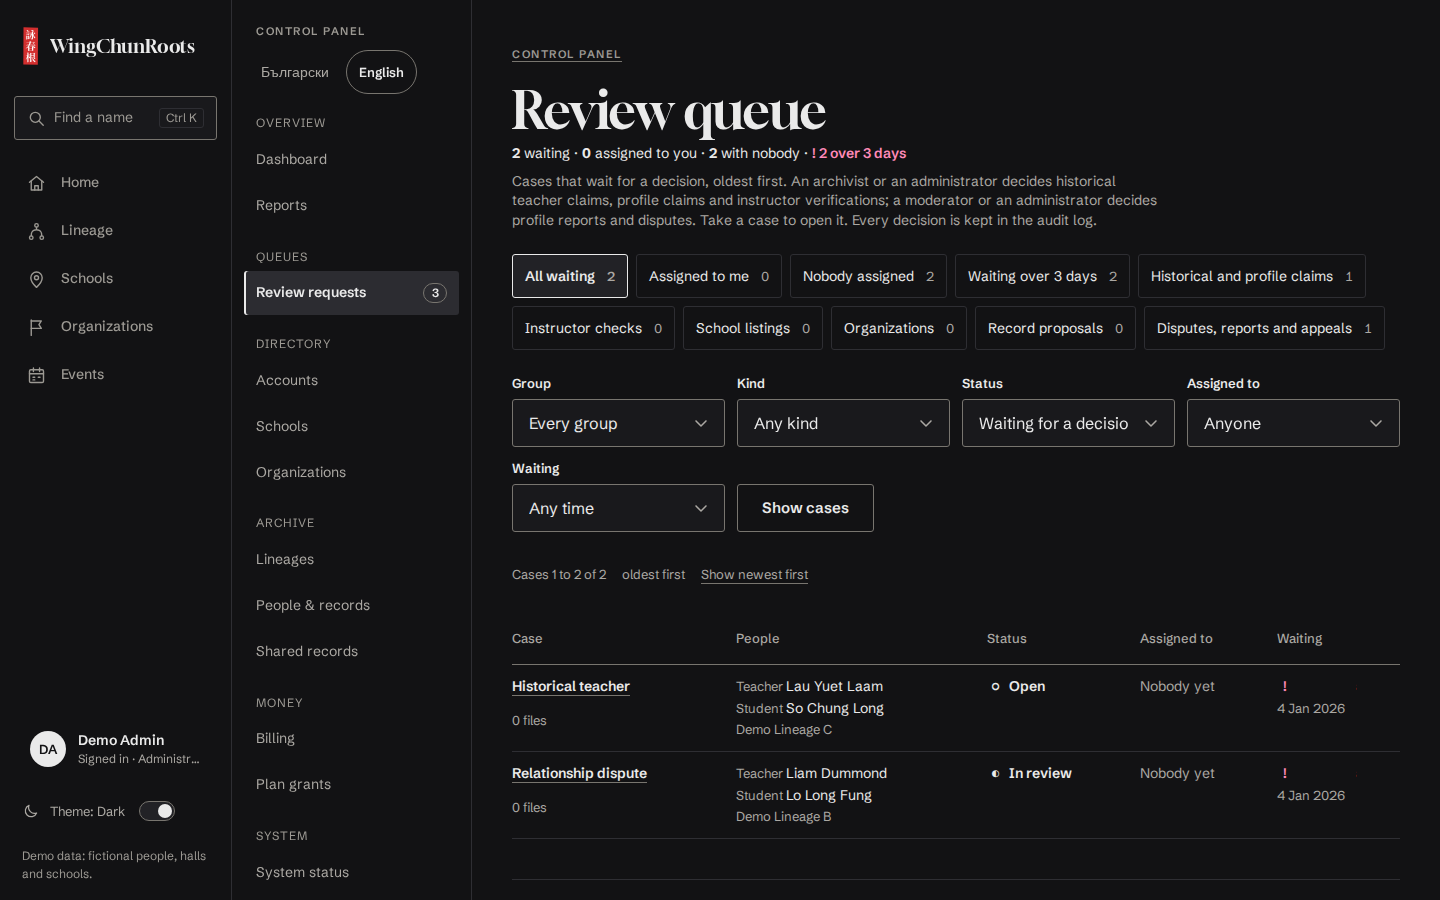 詠春根
WingChunRoots
Find a name
Ctrl K
Home
Lineage
Schools
Organizations
Events
DA
Demo Admin
Signed in · Administr...
Theme: Dark
Demo data: fictional people, halls
and schools.
CONTROL PANEL
Български
English
OVERVIEW
Dashboard
Reports
QUEUES
Review requests 3
DIRECTORY
Accounts
Schools
Organizations
ARCHIVE
Lineages
People & records
Shared records
MONEY
Billing
Plan grants
SYSTEM
System status
CONTROL PANEL
Review queue
2 waiting · 0 assigned to you · 2 with nobody · ! 2 over 3 days
Cases that wait for a decision, oldest first. An archivist or an administrator decides historical
teacher claims, profile claims and instructor verifications; a moderator or an administrator decides
profile reports and disputes. Take a case to open it. Every decision is kept in the audit log.
All waiting 2 Assigned to me 0 Nobody assigned 2 Waiting over 3 days 2 Historical and profile claims 1
Instructor checks 0 School listings 0 Organizations 0 Record proposals 0 Disputes, reports and appeals 1
Group Kind Status Assigned to
Every group Any kind Waiting for a decisio Anyone
Waiting
Any time Show cases
Cases 1 to 2 of 2 oldest first Show newest first
Case People Status Assigned to Waiting
Historical teacher Teacher Lau Yuet Laam Open Nobody yet !
0 files Student So Chung Long 4 Jan 2026
Demo Lineage C
Relationship dispute Teacher Liam Dummond In review Nobody yet !
0 files Student Lo Long Fung 4 Jan 2026
Demo Lineage B